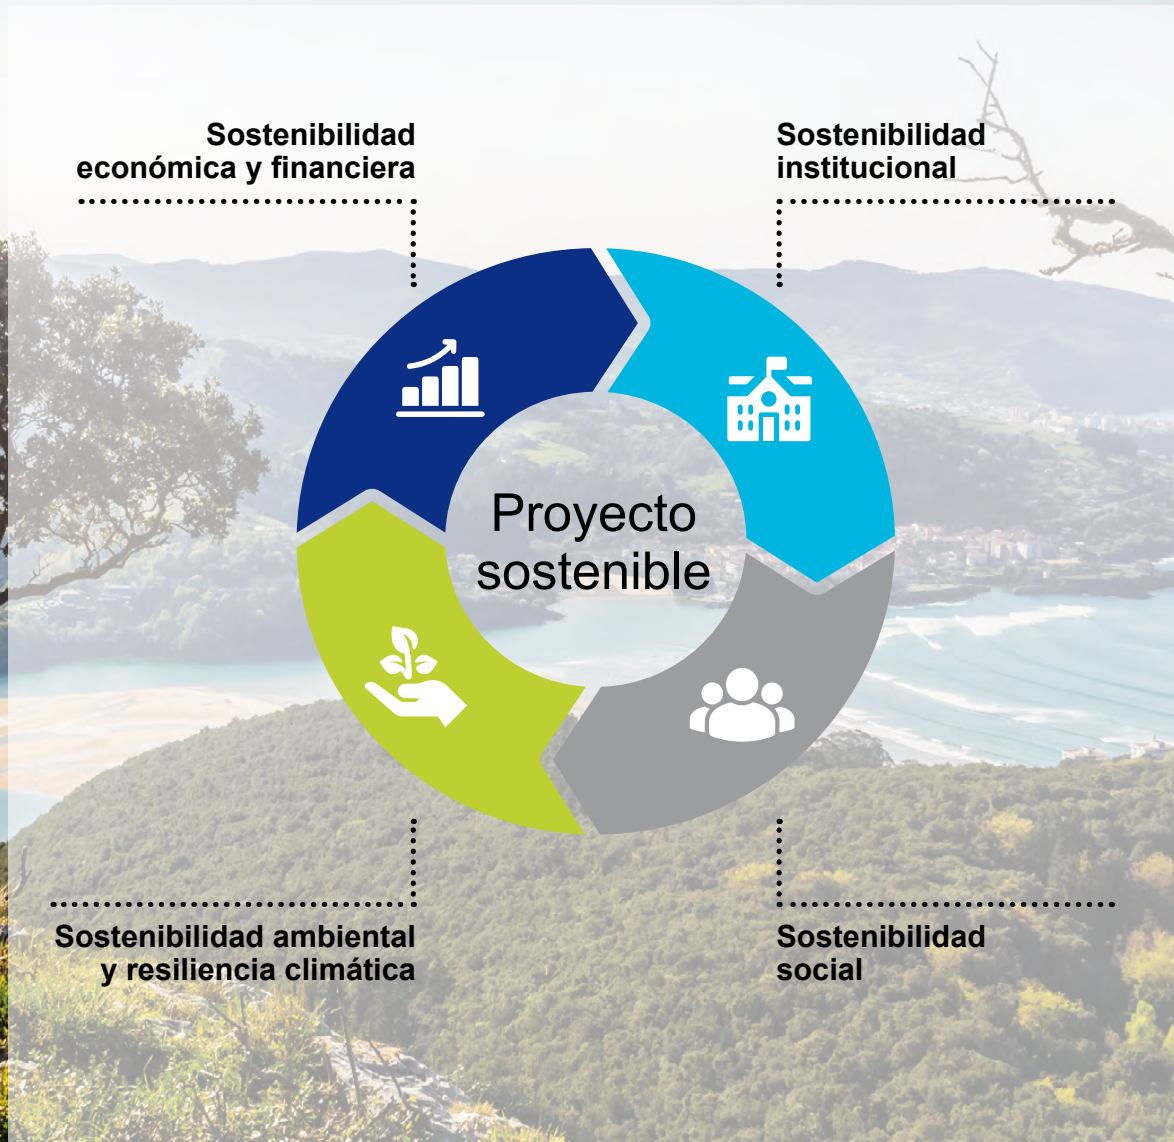 Sostenibilidad
económica y financiera
Sostenibilidad
institucional
Proyecto
sostenible
Sostenibilidad ambiental
y resiliencia climática
Sostenibilidad
social